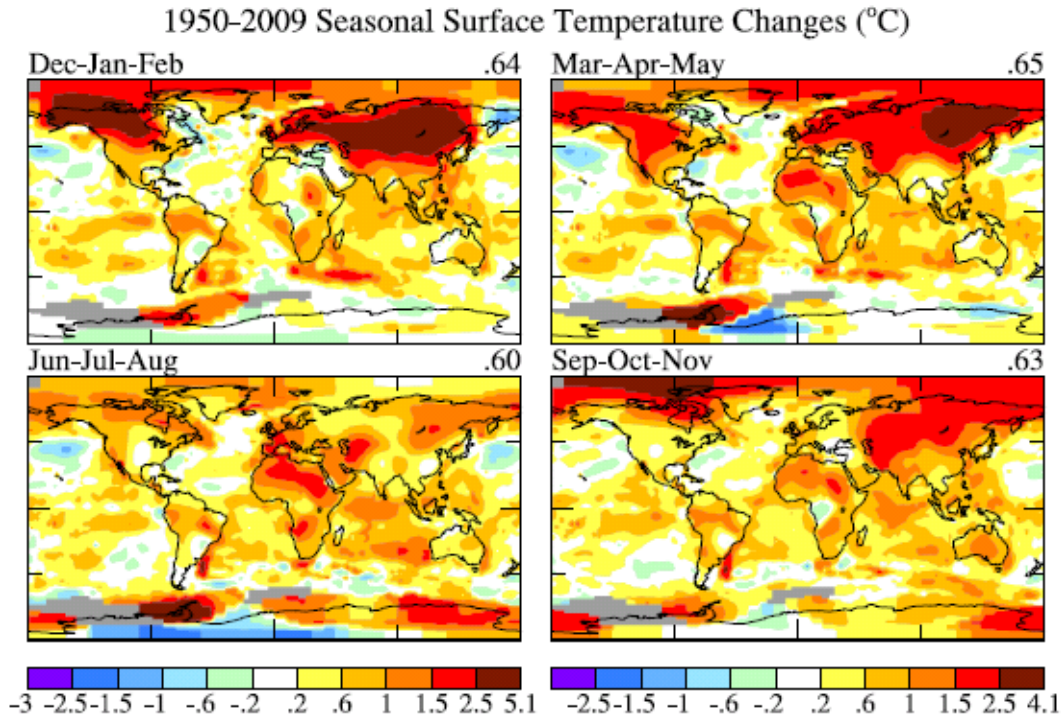 1950-2009 Seasonal Surface Temperature Changes (°C)
Dec-Jan-Feb .64
Mar-Apr-May .65
Jun-Jul-Aug .60
Sep-Oct-Nov .63
-3 -2.5 -1.5 -1 -.6 -.2 .2 .6 1 1.5 2.5 5.1
-2.5 -1.5 -1 -.6 -.2 .2 .6 1 1.5 2.5 4.1